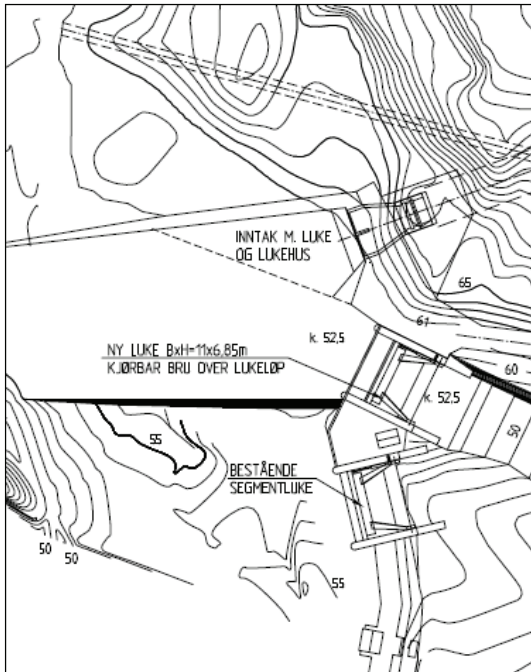 INNTAK M. LUKE
OG LUKEHUS
65
61
k. 52,5
NY LUKE BxH=11x6,85m
KJØRBAR BRU OVER LUKELØP
60
k. 52,5
50
55
BESTÅENDE
SEGMENTLUKE
50
50
55